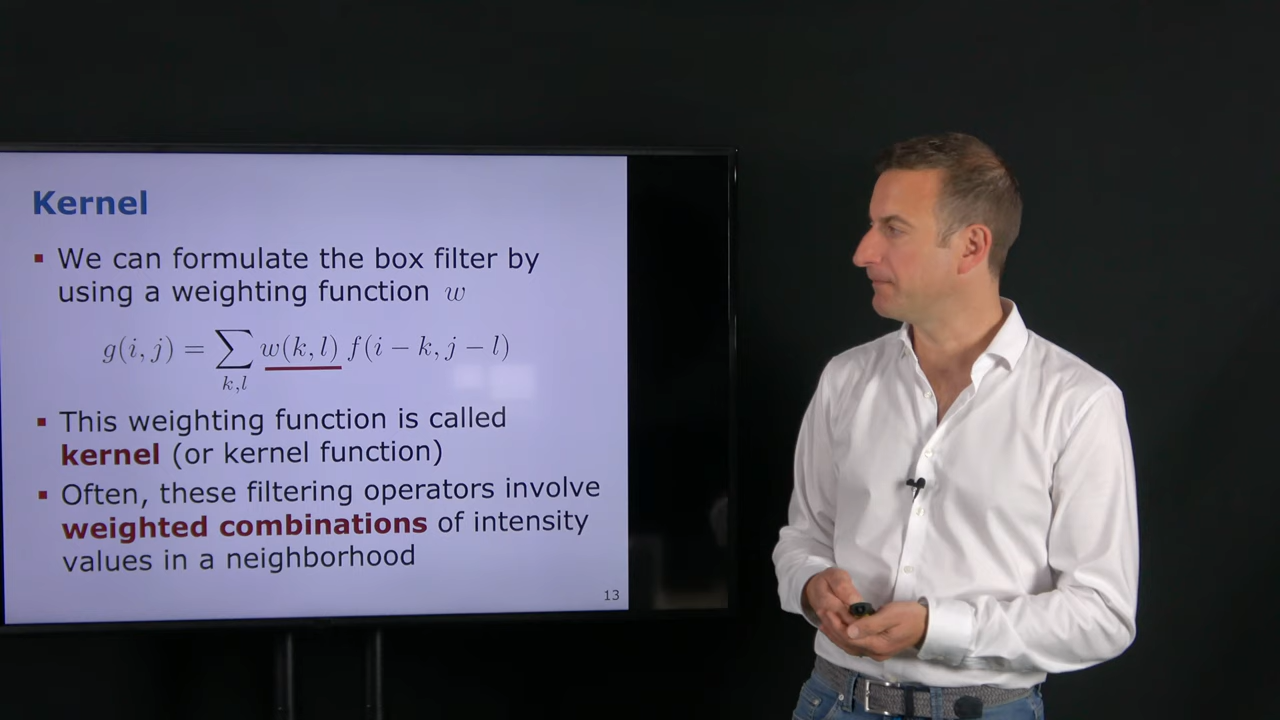 Kernel
▪ We can formulate the box filter by
using a weighting function w
g(i, j) = ∑ w(k, l) f(i − k, j − l)
k,l
▪ This weighting function is called
kernel (or kernel function)
▪ Often, these filtering operators involve
weighted combinations of intensity
values in a neighborhood
13